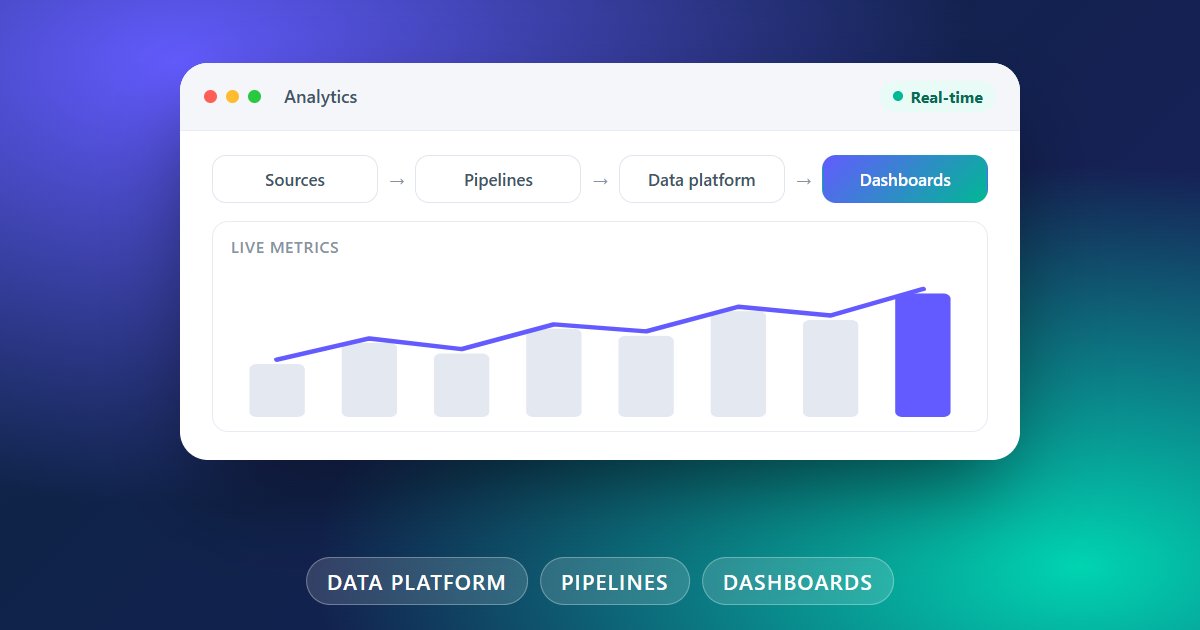 Analytics
Real-time
Sources → Pipelines → Data platform → Dashboards
LIVE METRICS
DATA PLATFORM PIPELINES DASHBOARDS